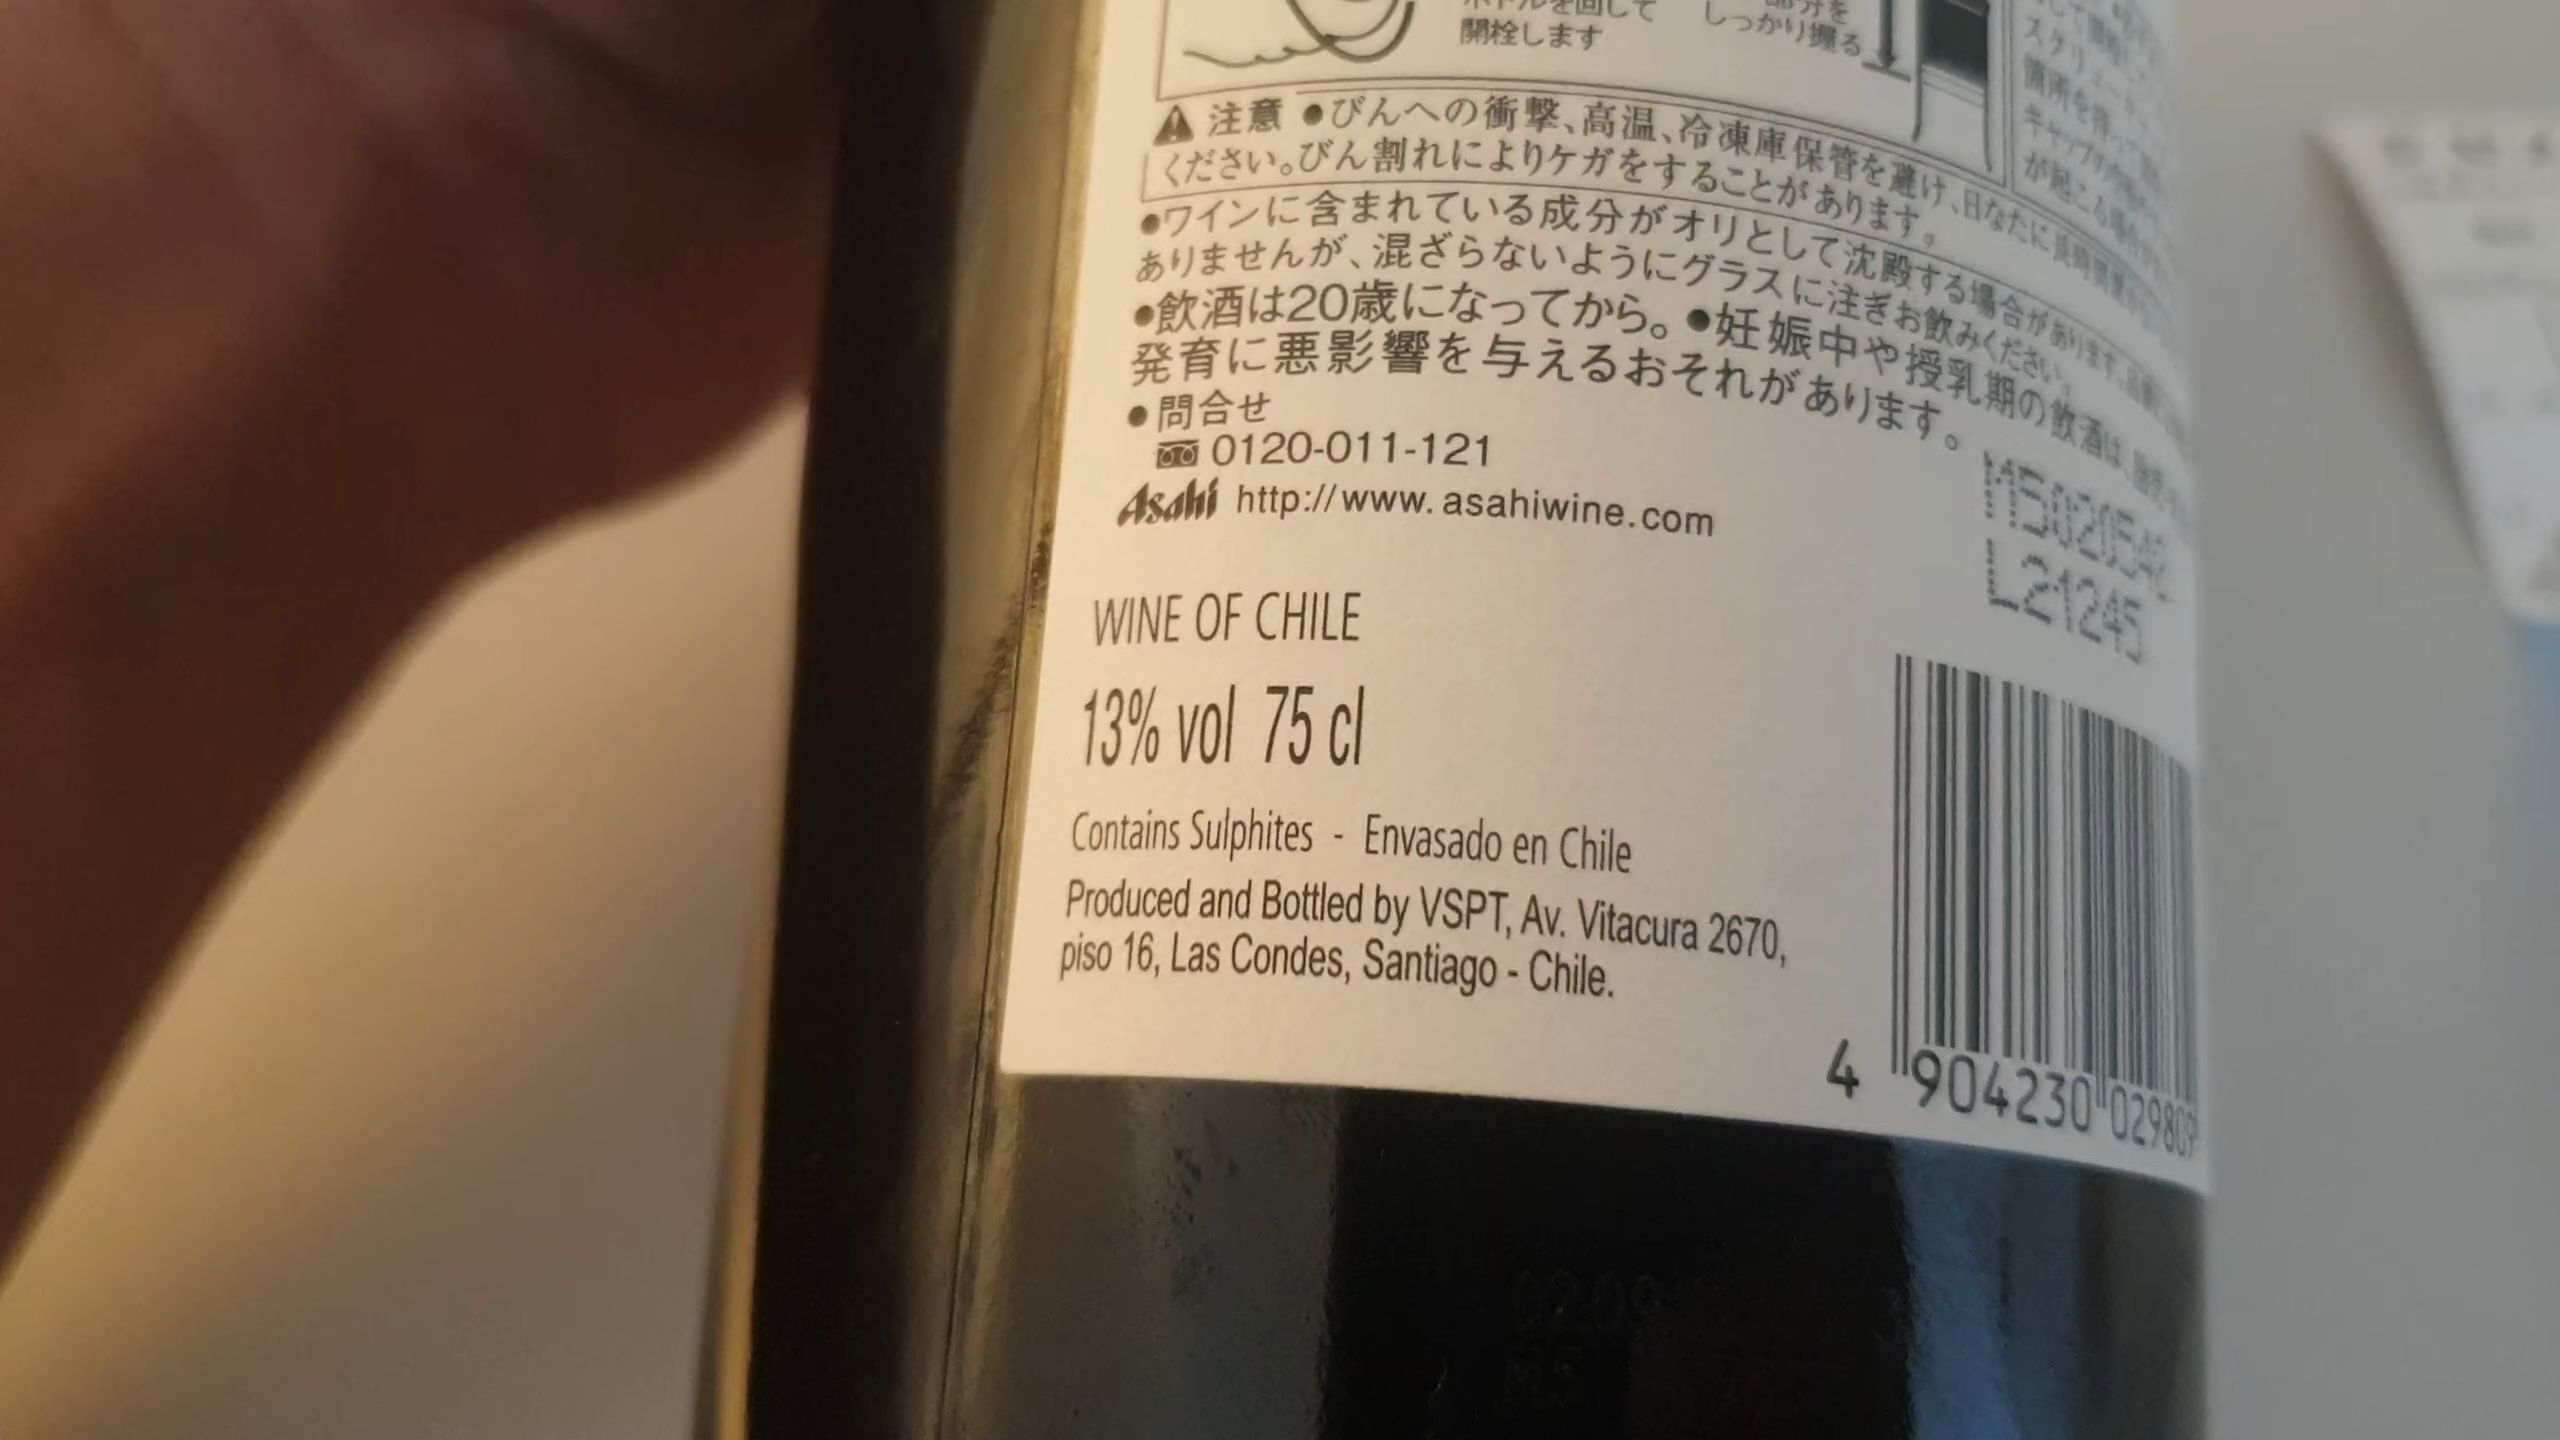 開栓します
しっかり握る
注意 ●びんへの衝撃、高温、冷凍庫保管を避け、日なたに長時間
ください。びん割れによりケガをすることがあります。
●ワインに含まれている成分がオリとして沈殿する場合があります。
ありませんが、混ざらないようにグラスに注ぎお飲みください。
●飲酒は20歳になってから。●妊娠中や授乳期の飲酒は、
発育に悪影響を与えるおそれがあります。
●問合せ
0120-011-121
Asahi http://www.asahiwine.com
M5020542
L21245
WINE OF CHILE
13% vol 75 cl
Contains Sulphites - Envasado en Chile
Produced and Bottled by VSPT, Av. Vitacura 2670,
piso 16, Las Condes, Santiago - Chile.
4 904230 029809